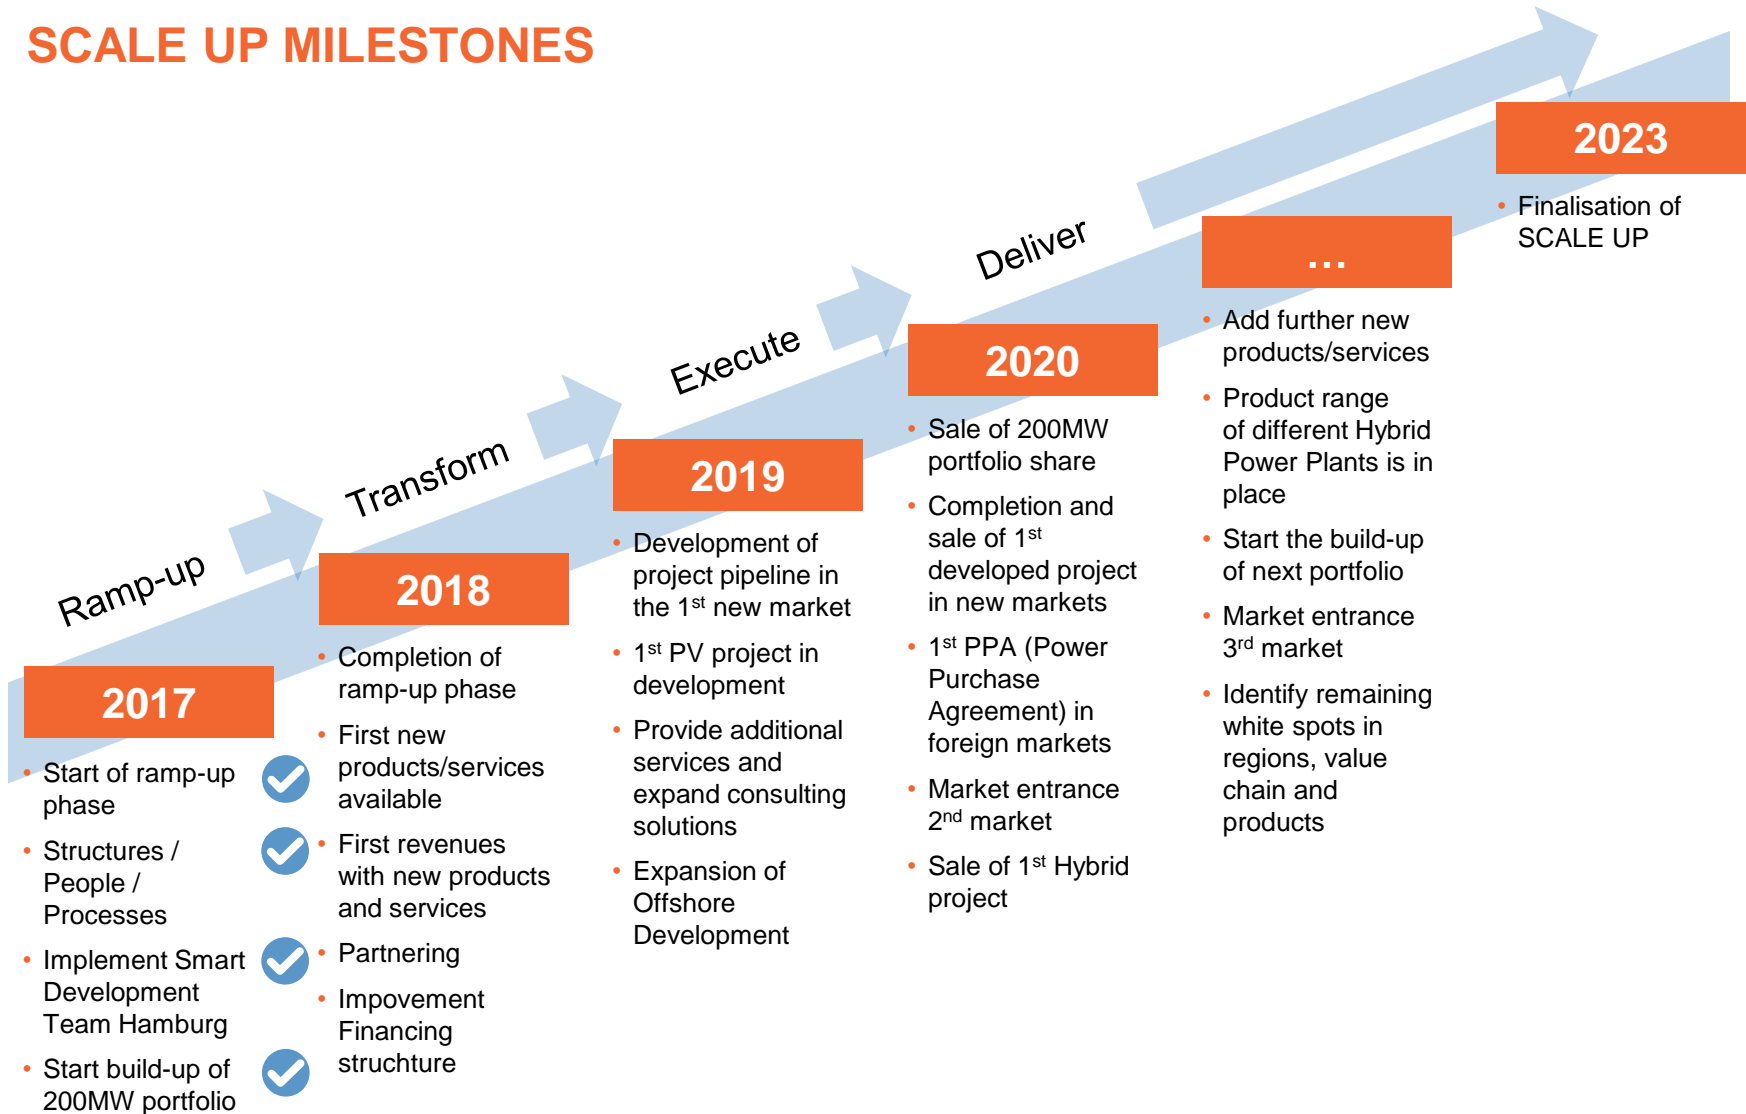 SCALE UP MILESTONES
Ramp-up
Transform
Execute
Deliver
2017
• Start of ramp-up
phase
• Structures /
People /
Processes
• Implement Smart
Development
Team Hamburg
• Start build-up of
200MW portfolio
2018
• Completion of
ramp-up phase
• First new
products/services
available
• First revenues
with new products
and services
• Partnering
• Impovement
Financing
struchture
2019
• Development of
project pipeline in
the 1st new market
• 1st PV project in
development
• Provide additional
services and
expand consulting
solutions
• Expansion of
Offshore
Development
2020
• Sale of 200MW
portfolio share
• Completion and
sale of 1st
developed project
in new markets
• 1st PPA (Power
Purchase
Agreement) in
foreign markets
• Market entrance
2nd market
• Sale of 1st Hybrid
project
...
• Add further new
products/services
• Product range
of different Hybrid
Power Plants is in
place
• Start the build-up
of next portfolio
• Market entrance
3rd market
• Identify remaining
white spots in
regions, value
chain and
products
2023
• Finalisation of
SCALE UP